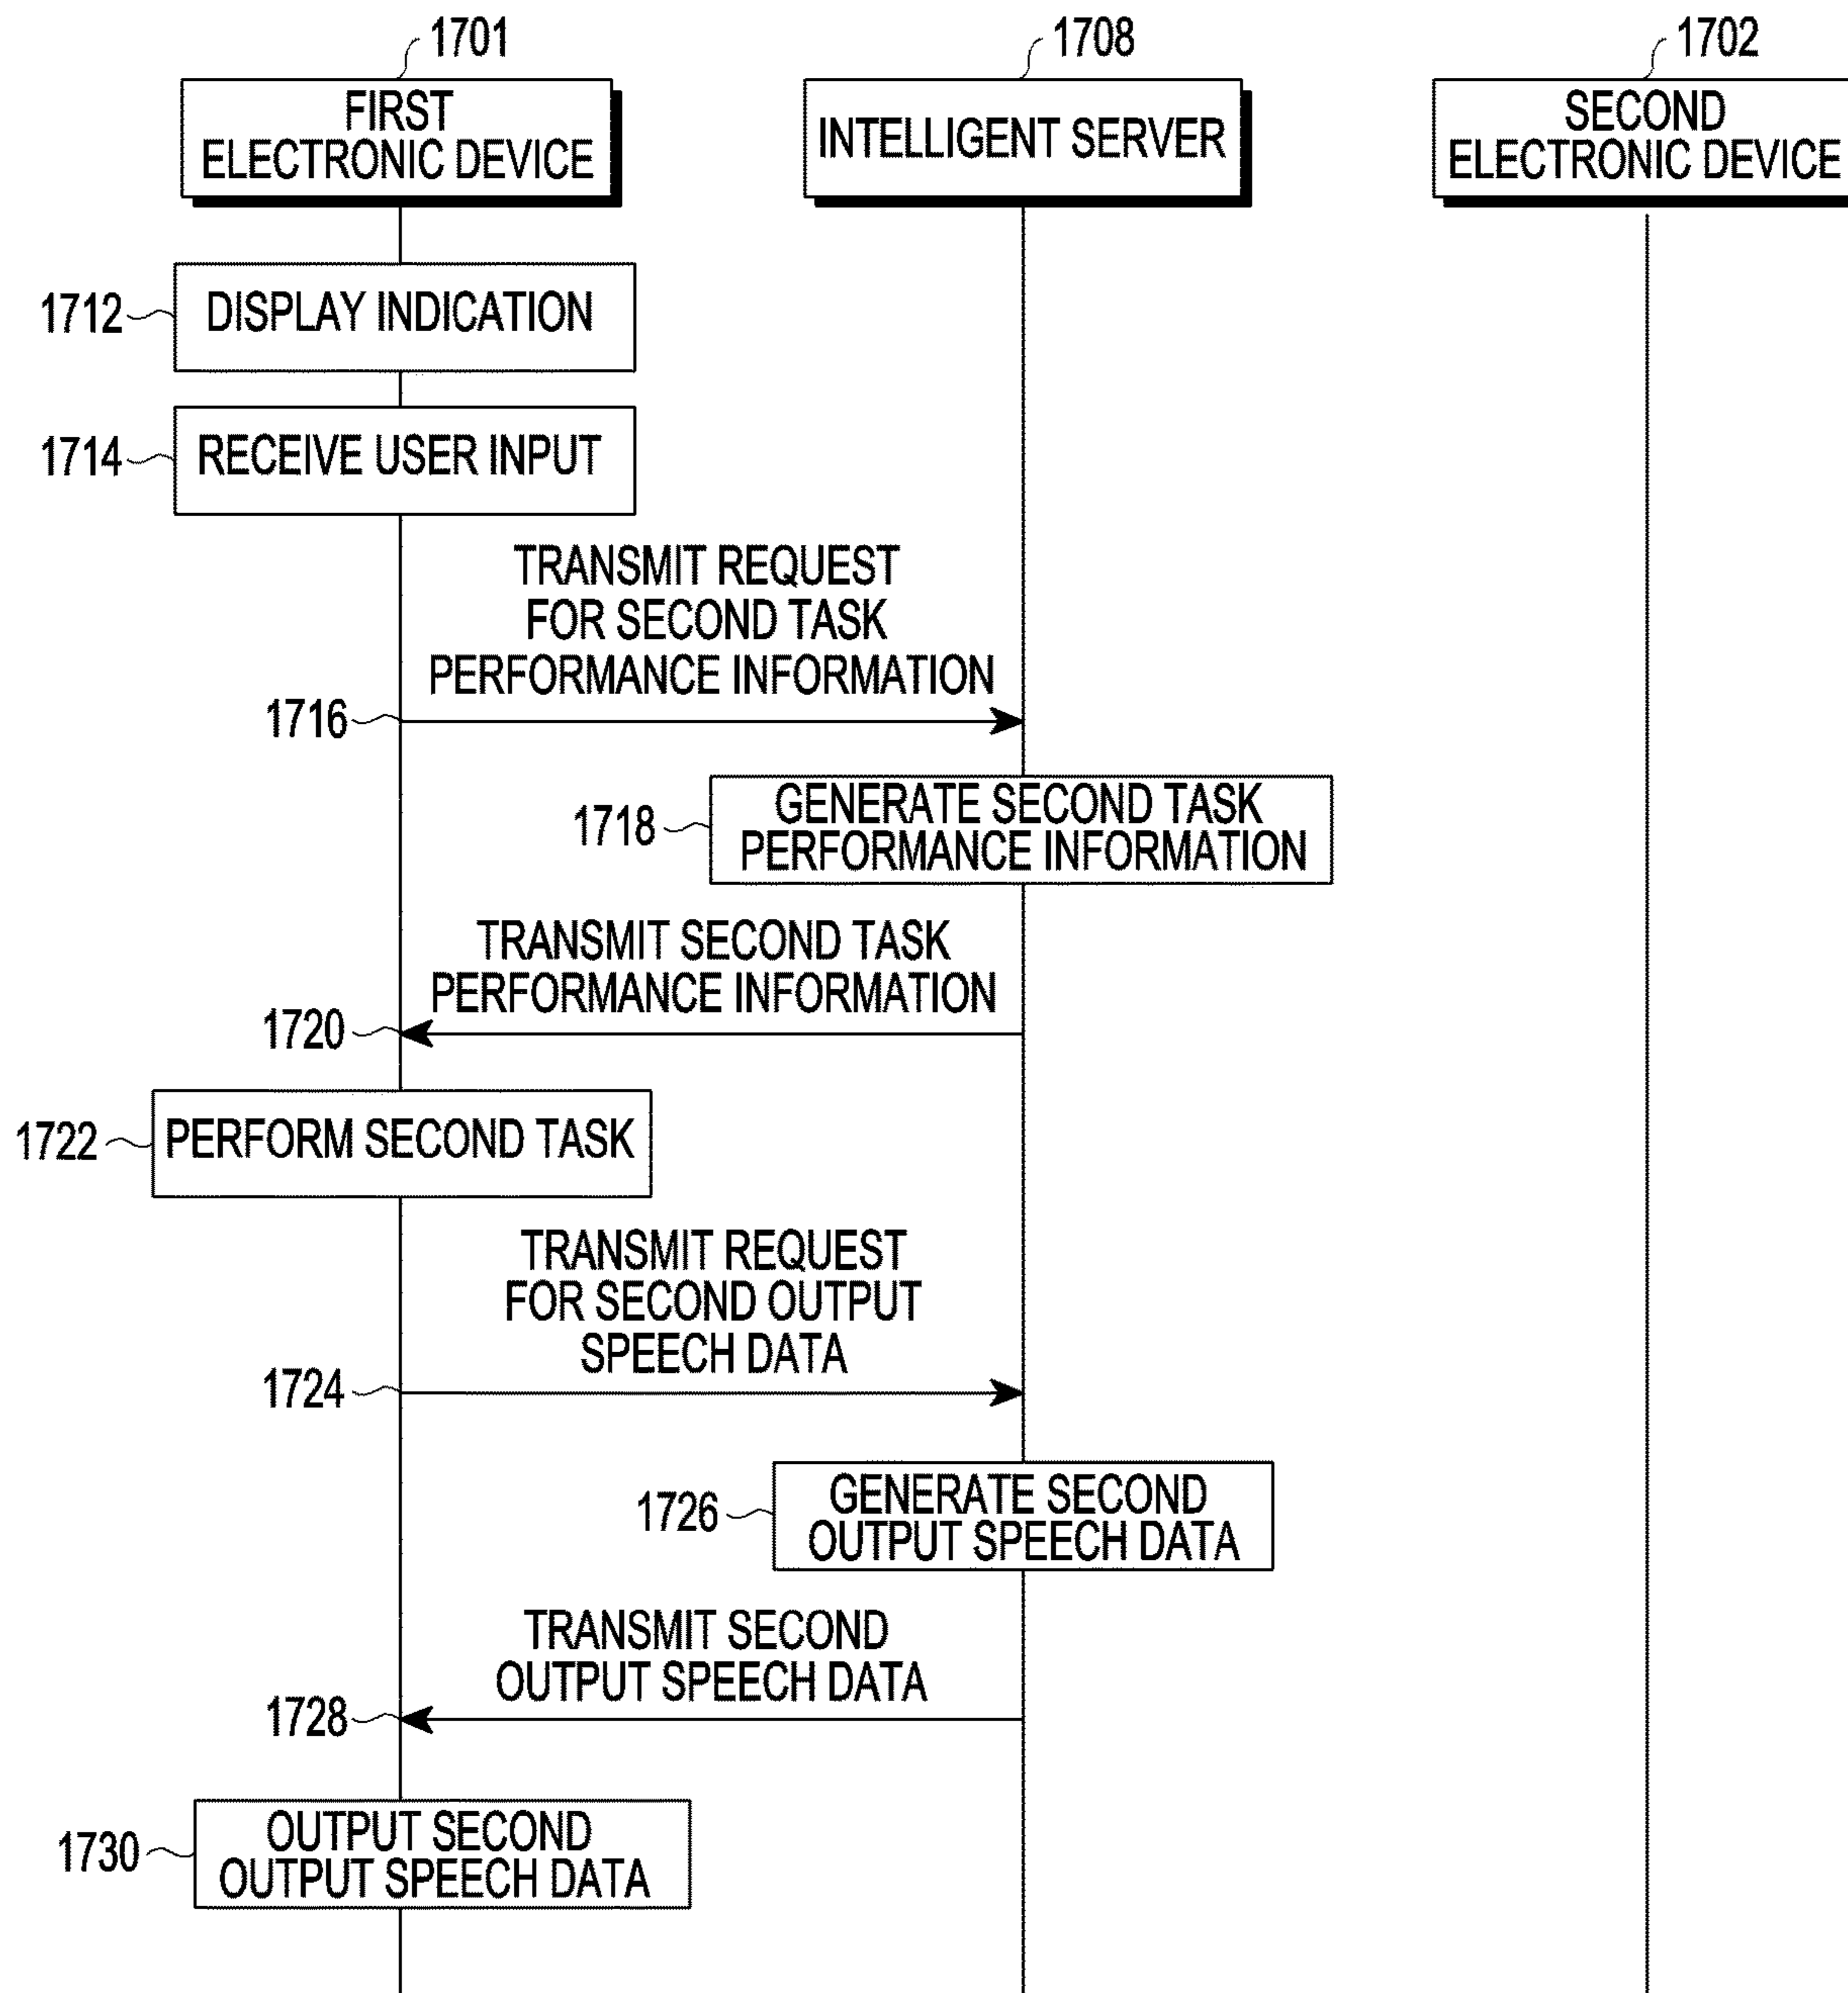 1701
1708
1702
FIRST
ELECTRONIC DEVICE
INTELLIGENT SERVER
SECOND
ELECTRONIC DEVICE
1712
DISPLAY INDICATION
1714
RECEIVE USER INPUT
TRANSMIT REQUEST
FOR SECOND TASK
PERFORMANCE INFORMATION
1716
1718
GENERATE SECOND TASK
PERFORMANCE INFORMATION
TRANSMIT SECOND TASK
PERFORMANCE INFORMATION
1720
1722
PERFORM SECOND TASK
TRANSMIT REQUEST
FOR SECOND OUTPUT
SPEECH DATA
1724
1726
GENERATE SECOND
OUTPUT SPEECH DATA
TRANSMIT SECOND
OUTPUT SPEECH DATA
1728
1730
OUTPUT SECOND
OUTPUT SPEECH DATA